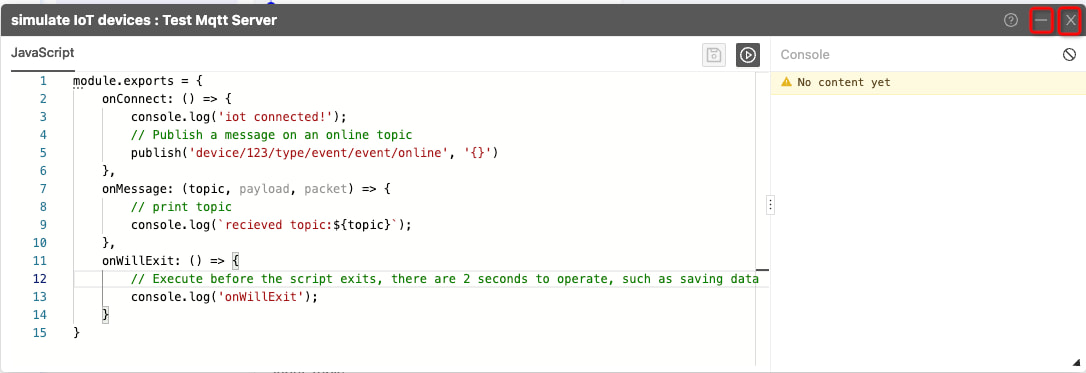 simulate IoT devices : Test Mqtt Server
JavaScript
Console
No content yet
1 module.exports = {
2 onConnect: () => {
3 console.log('iot connected!');
4 // Publish a message on an online topic
5 publish('device/123/type/event/event/online', '{}')
6 },
7 onMessage: (topic, payload, packet) => {
8 // print topic
9 console.log(`recieved topic:${topic}`);
10 },
11 onWillExit: () => {
12 // Execute before the script exits, there are 2 seconds to operate, such as saving data
13 console.log('onWillExit');
14 }
15 }